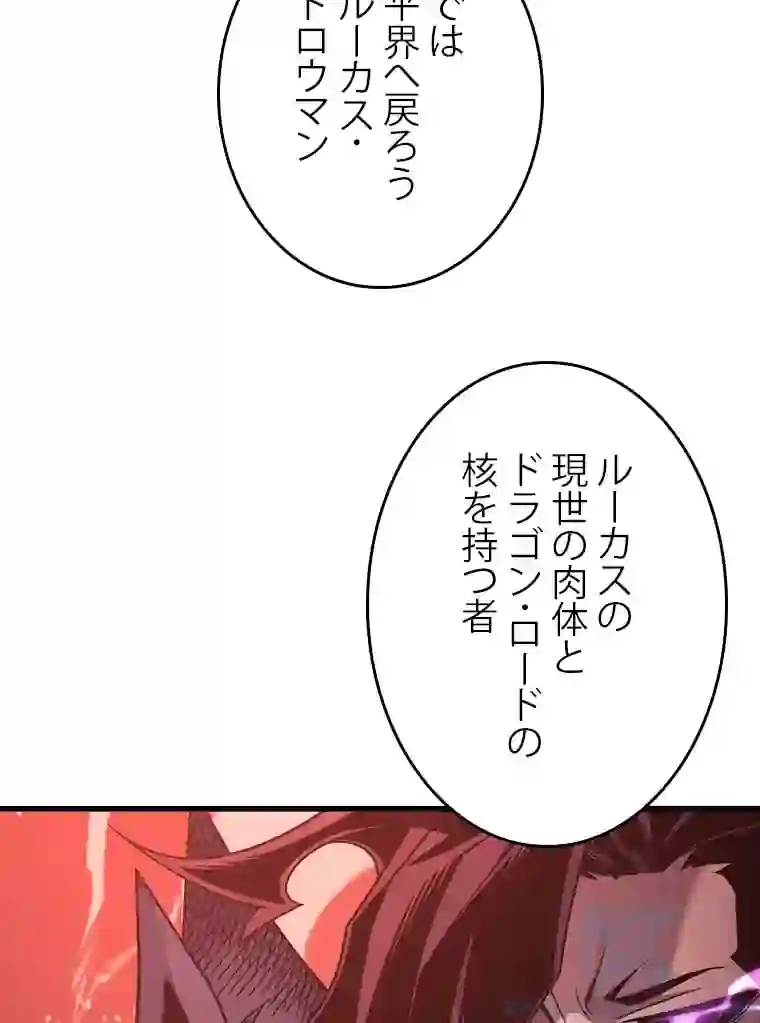 では
平界へ戻ろう
ルーカス・
トロウマン
ルーカスの
現世の肉体と
ドラゴン・ロードの
核を持つ者